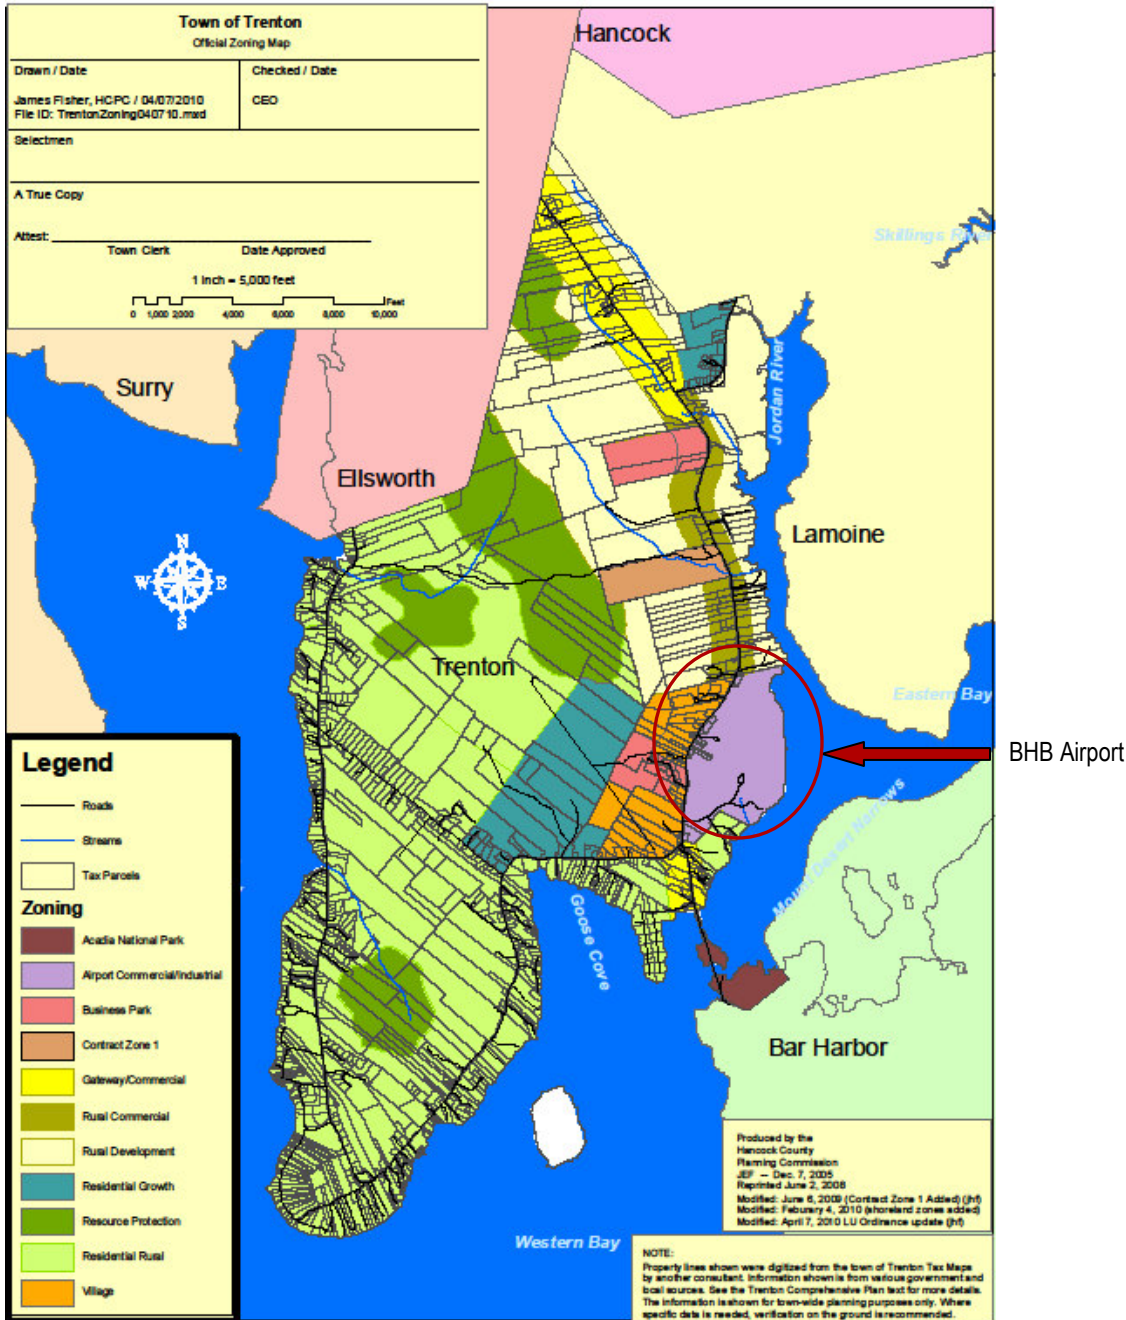 Town of Trenton
Official Zoning Map
Drawn / Date
Checked / Date
James Fisher, HCPC / 04/07/2010
CEO
File ID: TrentonZoning040710.mxd
Selectmen
A True Copy
Attest:
Town Clerk
Date Approved
1 inch = 5,000 feet
Feet
0 1,000 2,000 4,000 6,000 8,000 10,000
Hancock
Skillings River
Surry
Jordan River
Ellsworth
Lamoine
N
W E
S
Trenton
Eastern Bay
BHB Airport
Mount Desert Narrows
Goose Cove
Bar Harbor
Western Bay
Legend
Roads
Streams
Tax Parcels
Zoning
Acadia National Park
Airport Commercial/Industrial
Business Park
Contract Zone 1
Gateway/Commercial
Rural Commercial
Rural Development
Residential Growth
Resource Protection
Residential Rural
Village
Produced by the
Hancock County
Planning Commission
JEF -- Dec. 7, 2005
Reprinted June 2, 2008
Modified: June 6, 2009 (Contract Zone 1 Added) (jhf)
Modified: Feburary 4, 2010 (shoreland zones added)
Modified: April 7, 2010 LU Ordinance update (jhf)
NOTE:
Property lines shown were digitized from the town of Trenton Tax Maps
by another consultant. Information shown is from various government and
local sources. See the Trenton Comprehensive Plan text for more details.
The information is shown for town-wide planning purposes only. Where
specific data is needed, verification on the ground is recommended.